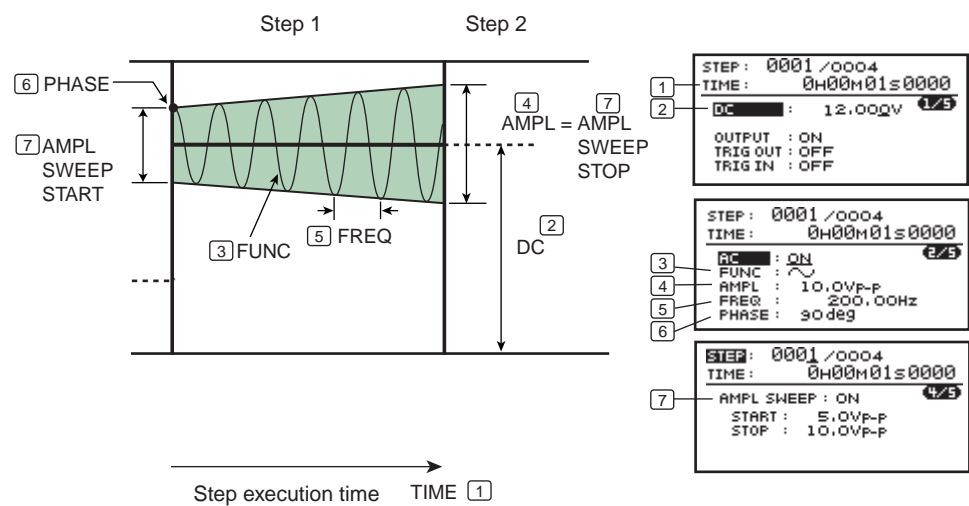 Step 1
Step 2
6 PHASE
7 AMPL
SWEEP
START
4 7
AMPL = AMPL
SWEEP
STOP
2
DC
5 FREQ
3 FUNC
Step execution time TIME 1
STEP: 0001/0004
1 TIME: 0H00M01S0000
2 DC : 12.000V 1/5
OUTPUT : ON
TRIG OUT : OFF
TRIG IN : OFF
STEP: 0001/0004
TIME: 0H00M01S0000
AC : ON 2/5
3 FUNC :
4 AMPL : 10.0Vp-p
5 FREQ : 200.00Hz
6 PHASE : 90deg
STEP: 0001/0004
TIME: 0H00M01S0000
7 AMPL SWEEP : ON 4/5
START : 5.0Vp-p
STOP : 10.0Vp-p